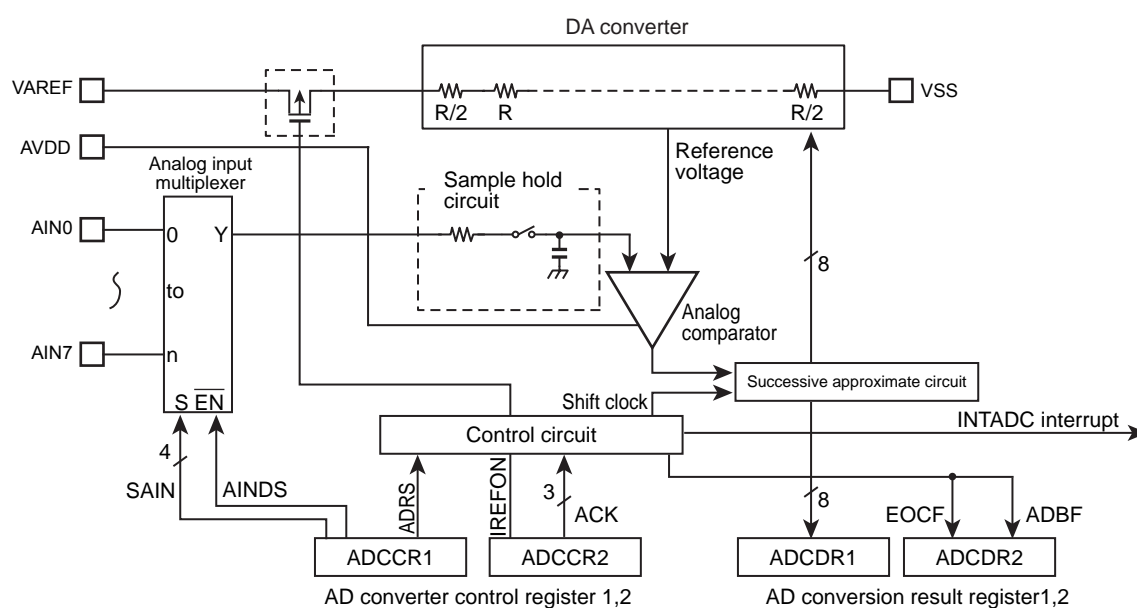 DA converter
VAREF
R/2
R
R/2
VSS
AVDD
Analog input
multiplexer
Reference
voltage
Sample hold
circuit
AIN0
0
Y
8
to
Analog
comparator
AIN7
n
Successive approximate circuit
S EN
Shift clock
INTADC interrupt
Control circuit
4
SAIN
AINDS
ADRS
IREFON
3
ACK
8
EOCF
ADBF
ADCCR1
ADCCR2
ADCDR1
ADCDR2
AD converter control register 1,2
AD conversion result register1,2